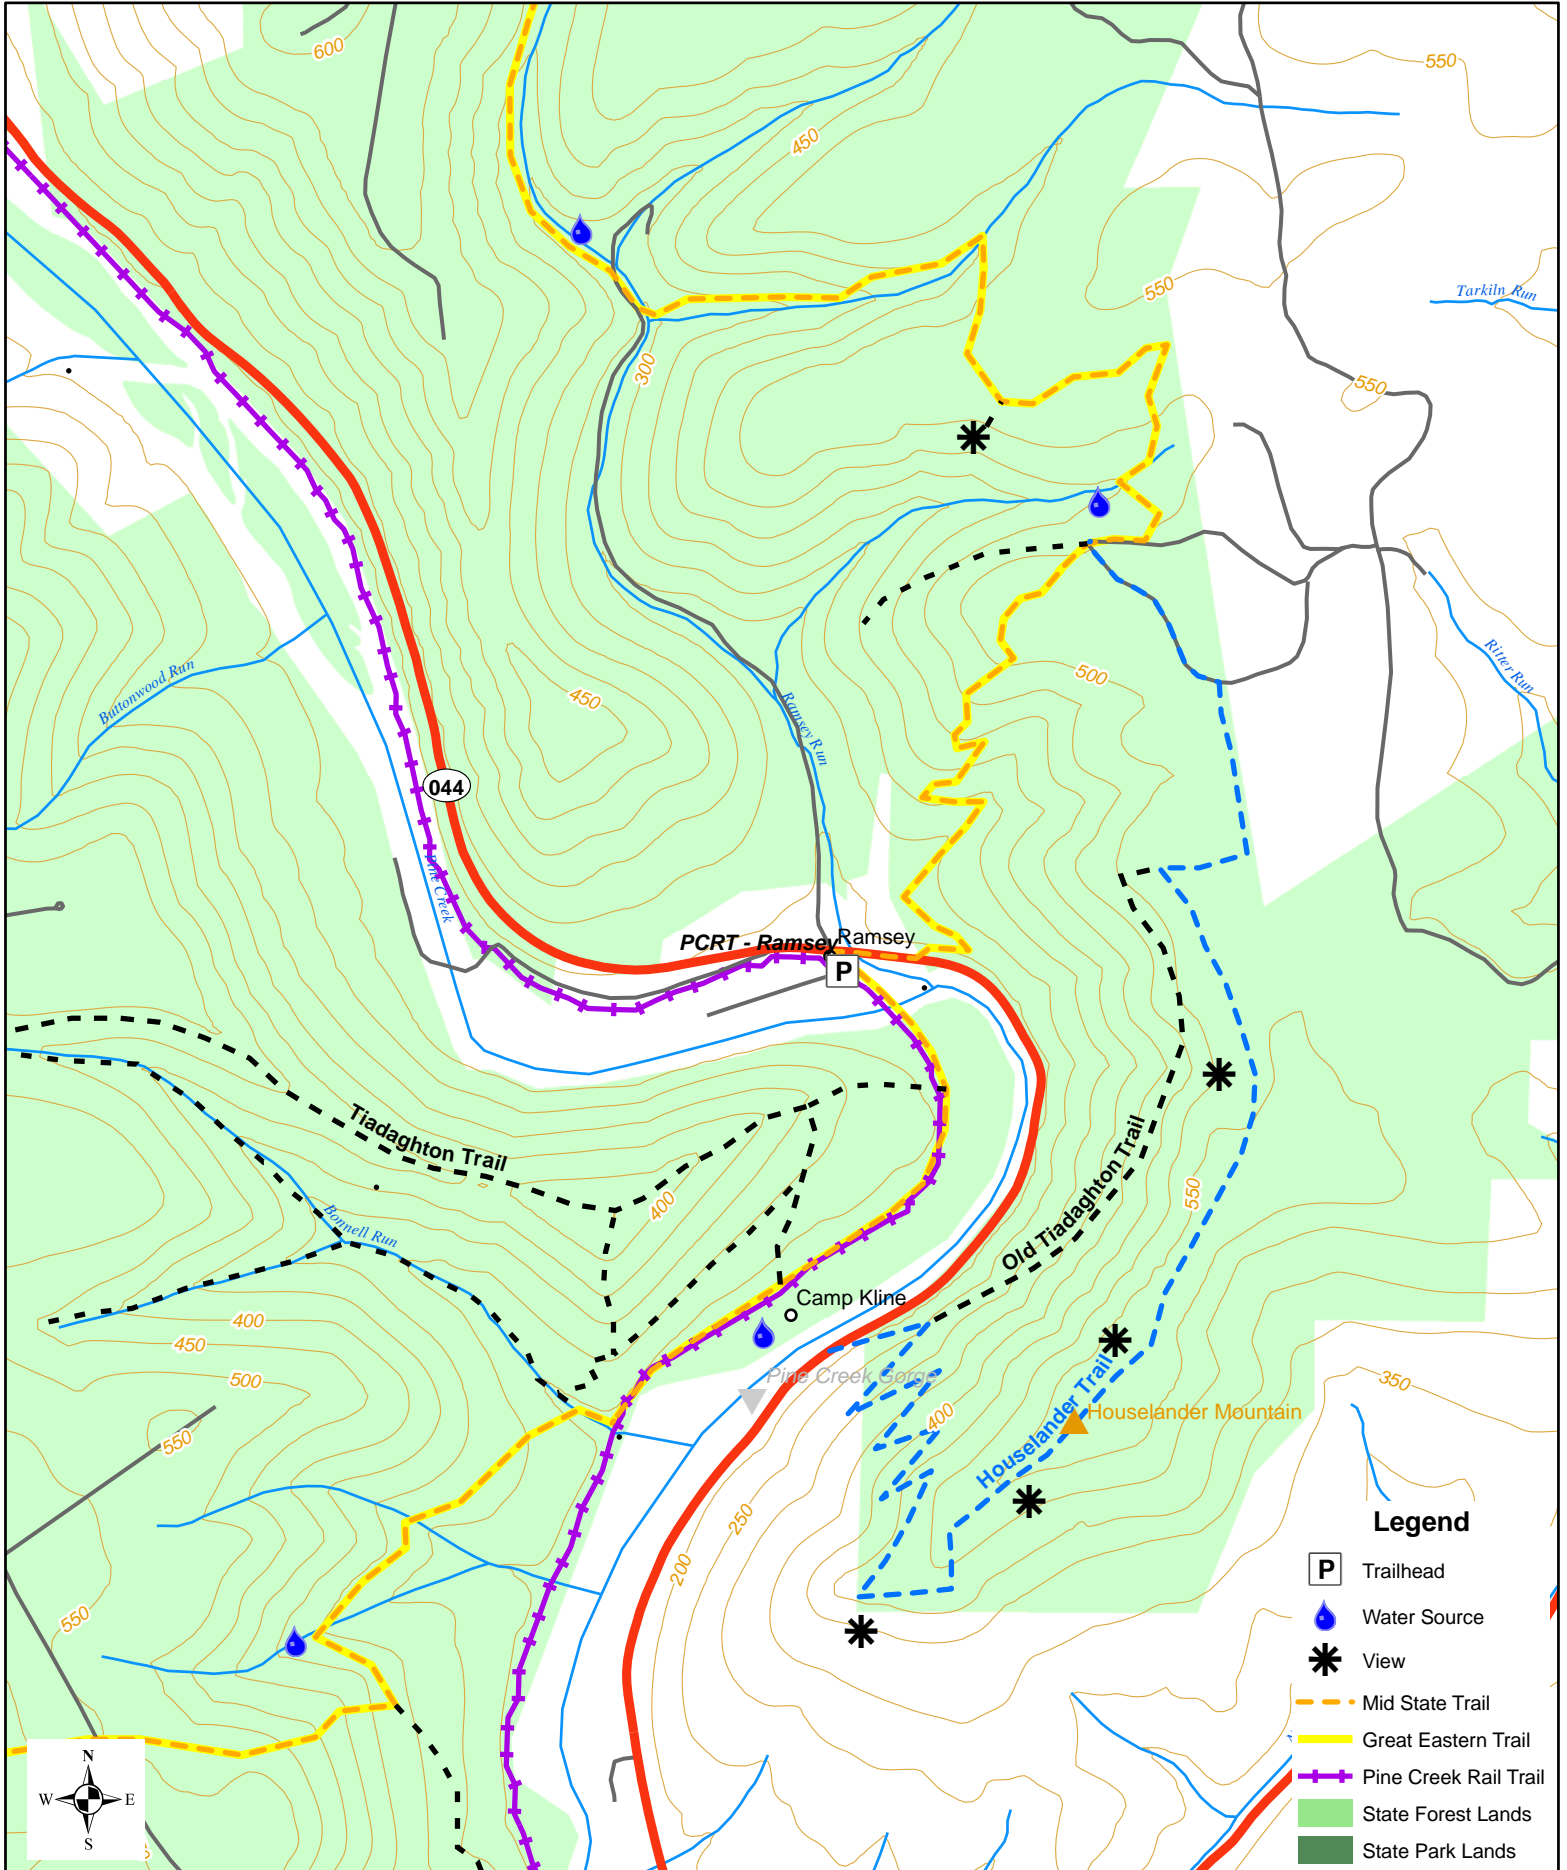 600
550
450
550
Tarkiln Run
300
550
Buttonwood Run
Ritter Run
500
450
Ramsey Run
044
Pine Creek
PCRT - Ramsey
Ramsey
P
Tiadaghton Trail
Old Tiadaghton Trail
400
550
Bonnell Run
Camp Kline
400
450
500
Pine Creek Gorge
350
Houselander Mountain
400
Houselander Trail
550
250
200
550
Legend
P Trailhead
Water Source
View
Mid State Trail
Great Eastern Trail
Pine Creek Rail Trail
State Forest Lands
State Park Lands
N
W E
S